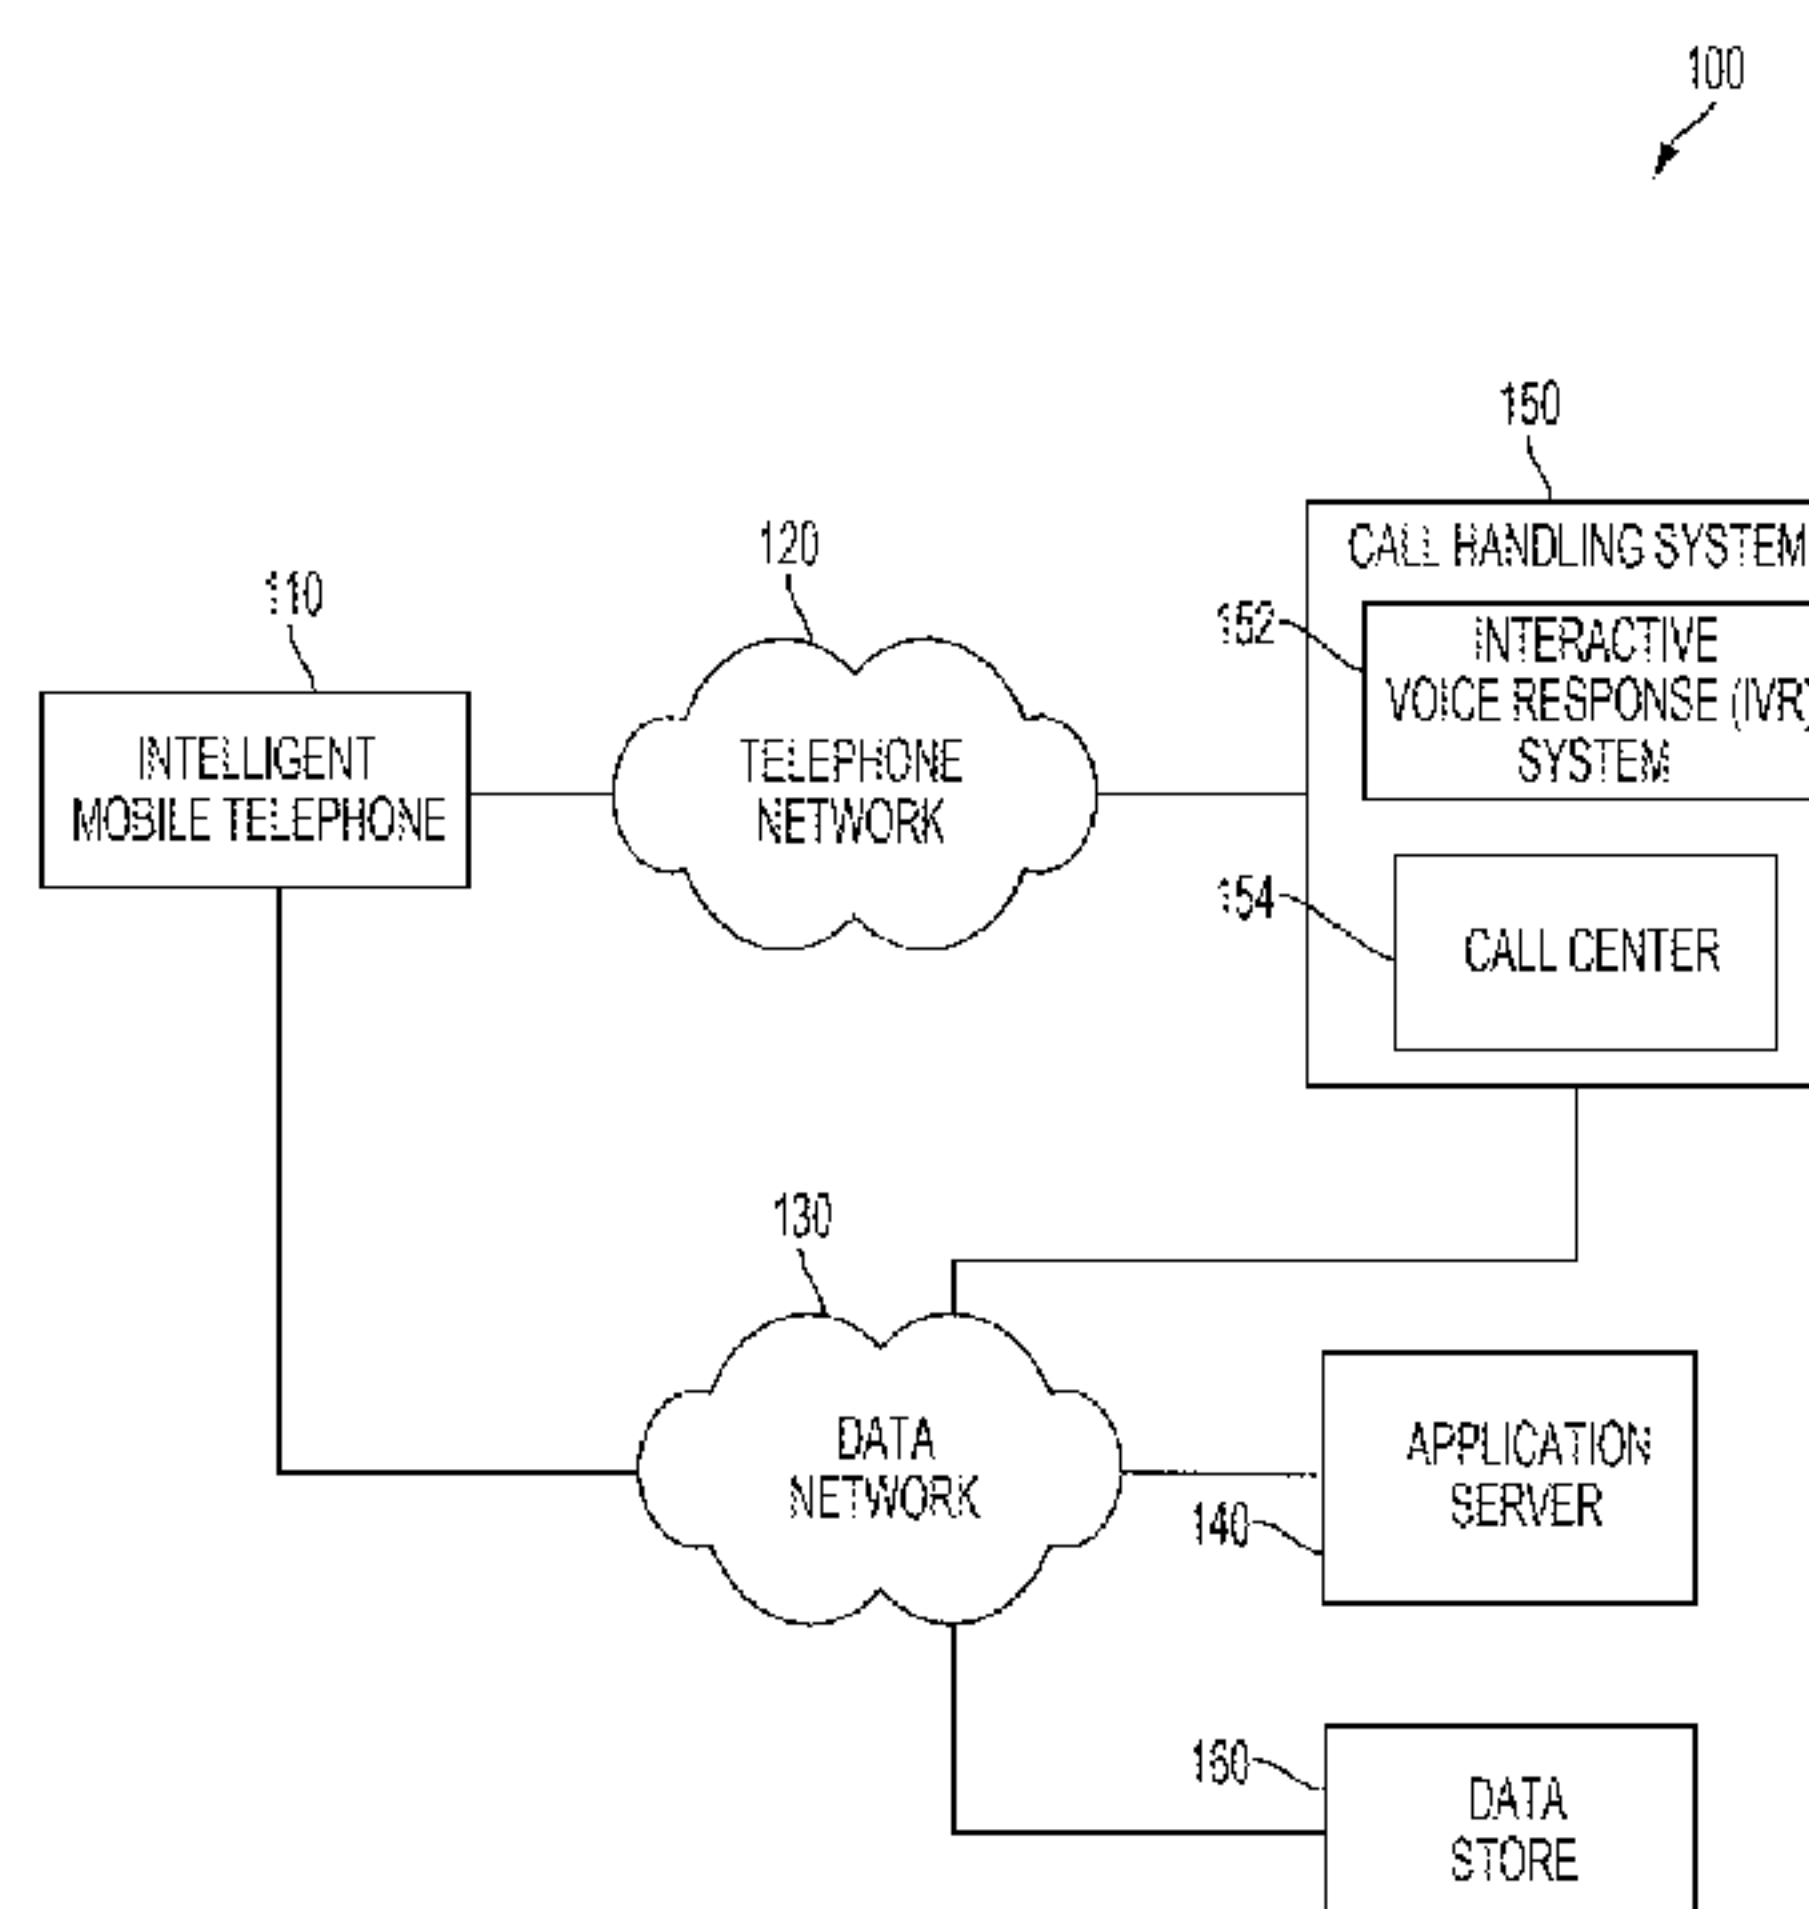 100
150
CALL HANDLING SYSTEM
120
110
152
INTERACTIVE
VOICE RESPONSE (IVR)
SYSTEM
INTELLIGENT
MOBILE TELEPHONE
TELEPHONE
NETWORK
154
CALL CENTER
130
DATA
NETWORK
APPLICATION
SERVER
140
160
DATA
STORE